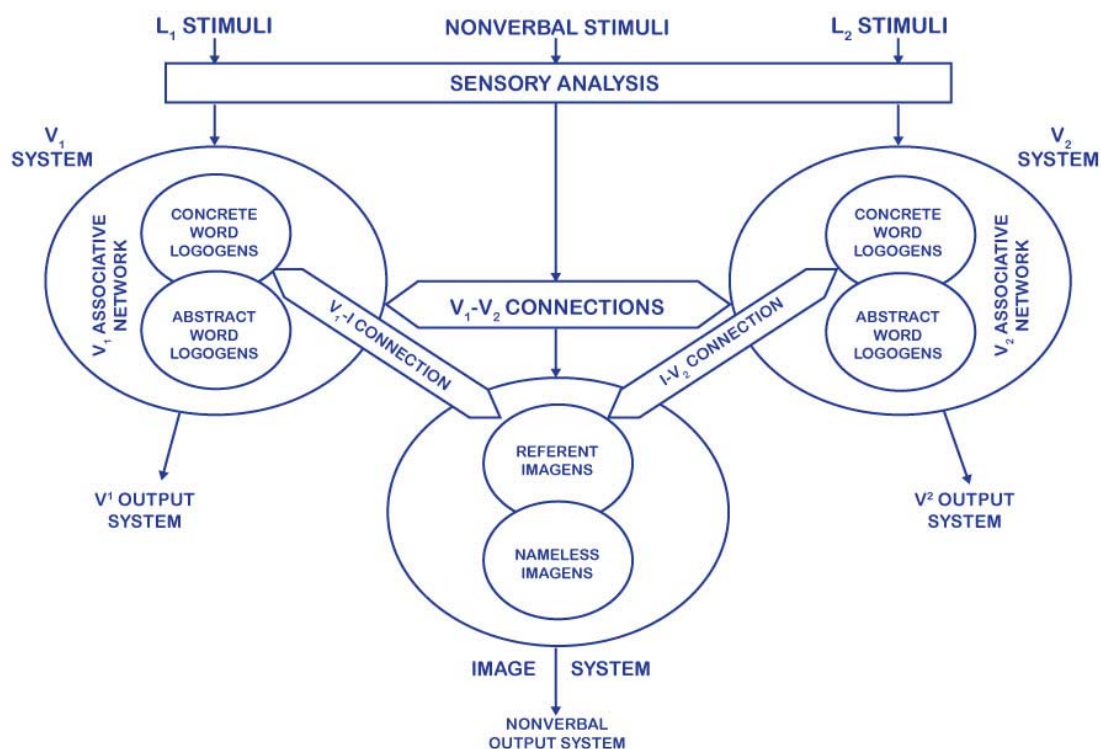 L₁ STIMULI
NONVERBAL STIMULI
L₂ STIMULI
SENSORY ANALYSIS
V₁
SYSTEM
V₂
SYSTEM
V₁ ASSOCIATIVE
NETWORK
CONCRETE
WORD
LOGOGENS
ABSTRACT
WORD
LOGOGENS
V₁-I CONNECTION
V₁-V₂ CONNECTIONS
I-V₂ CONNECTION
CONCRETE
WORD
LOGOGENS
ABSTRACT
WORD
LOGOGENS
V₂ ASSOCIATIVE
NETWORK
REFERENT
IMAGENS
NAMELESS
IMAGENS
V¹ OUTPUT
SYSTEM
V² OUTPUT
SYSTEM
IMAGE SYSTEM
NONVERBAL
OUTPUT SYSTEM